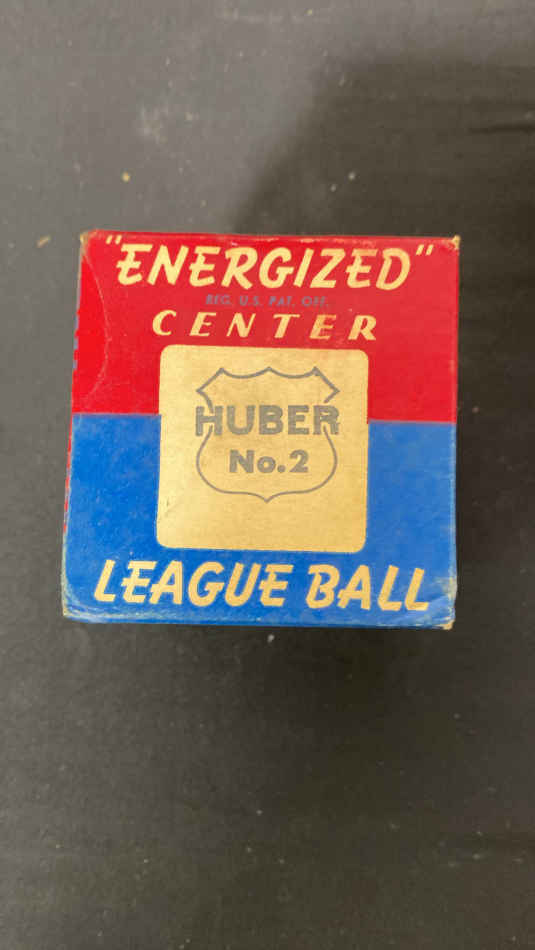 "ENERGIZED"
REG. U.S. PAT. OFF.
CENTER
HUBER
No.2
LEAGUE BALL